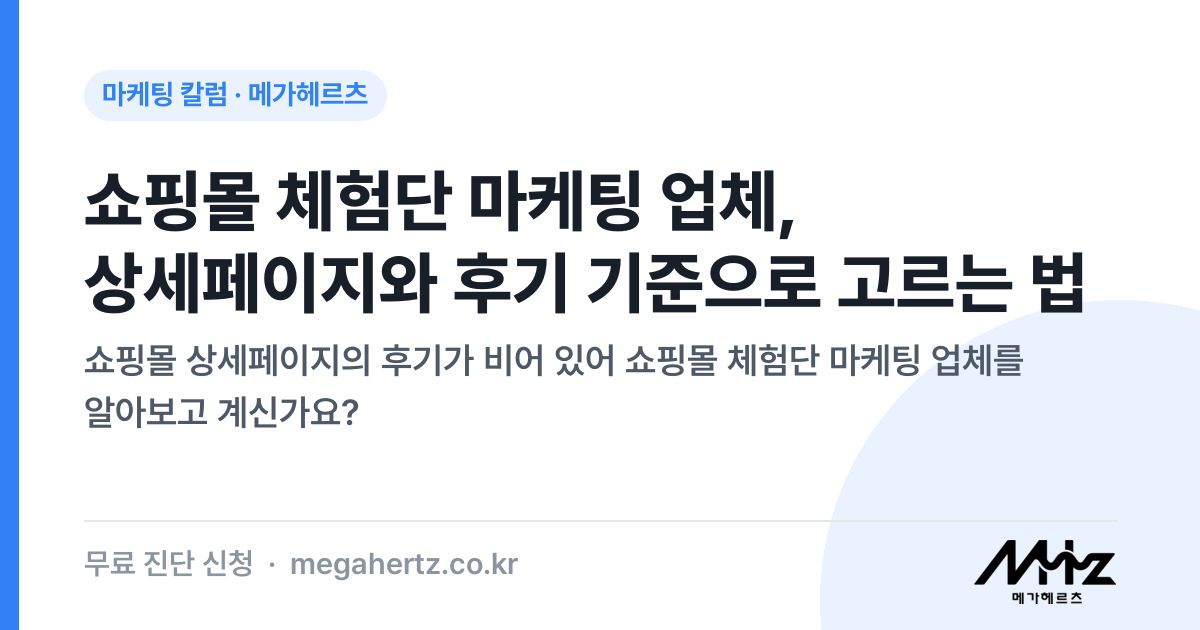 마케팅 칼럼 · 메가헤르츠
쇼핑몰 체험단 마케팅 업체,
상세페이지와 후기 기준으로 고르는 법
쇼핑몰 상세페이지의 후기가 비어 있어 쇼핑몰 체험단 마케팅 업체를
알아보고 계신가요?
무료 진단 신청 · megahertz.co.kr
MHz
메가헤르츠